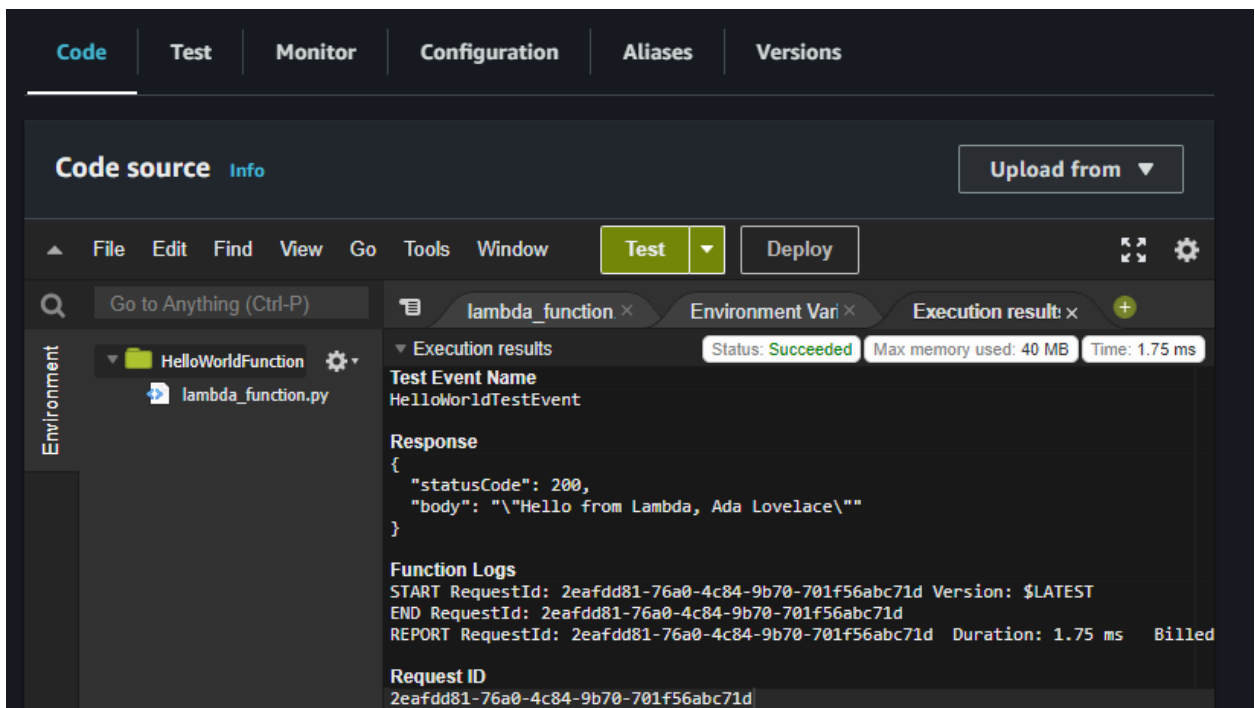 Code Test Monitor Configuration Aliases Versions
Code source Info Upload from
File Edit Find View Go Tools Window Test Deploy
Go to Anything (Ctrl-P)
lambda_function Environment Vari Execution result:
Environment
HelloWorldFunction
lambda_function.py
Execution results Status: Succeeded Max memory used: 40 MB Time: 1.75 ms
Test Event Name
HelloWorldTestEvent
Response
{
"statusCode": 200,
"body": "\"Hello from Lambda, Ada Lovelace\""
}
Function Logs
START RequestId: 2eafdd81-76a0-4c84-9b70-701f56abc71d Version: $LATEST
END RequestId: 2eafdd81-76a0-4c84-9b70-701f56abc71d
REPORT RequestId: 2eafdd81-76a0-4c84-9b70-701f56abc71d Duration: 1.75 ms Billed
Request ID
2eafdd81-76a0-4c84-9b70-701f56abc71d